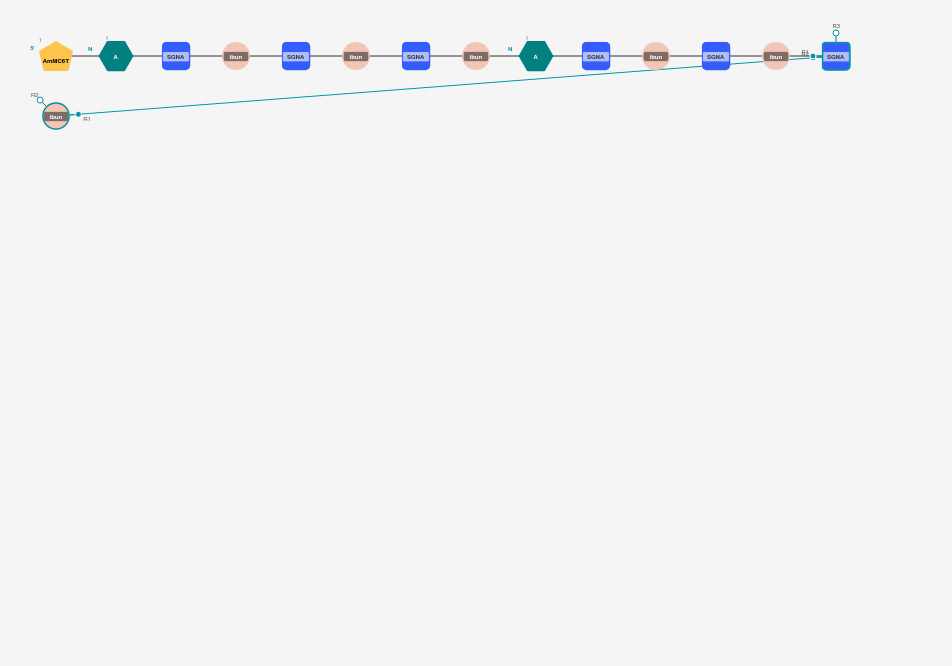 R3
1 1 1
5' N N
AmMC6T A SGNA ibun SGNA ibun SGNA ibun A SGNA ibun SGNA ibun R1 SGNA
R2
ibun R1